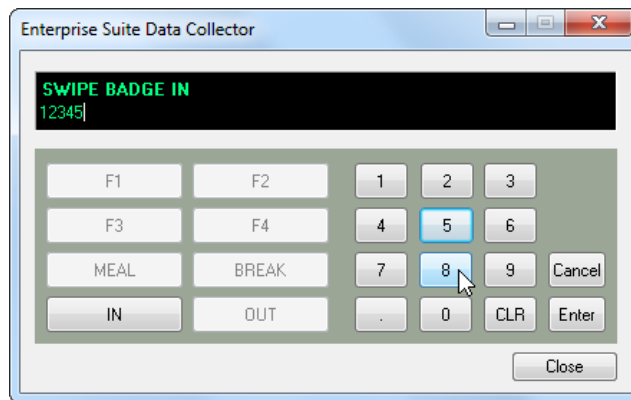 Enterprise Suite Data Collector
SWIPE BADGE IN
12345
F1 F2 1 2 3
F3 F4 4 5 6
MEAL BREAK 7 8 9 Cancel
IN OUT . 0 CLR Enter
Close